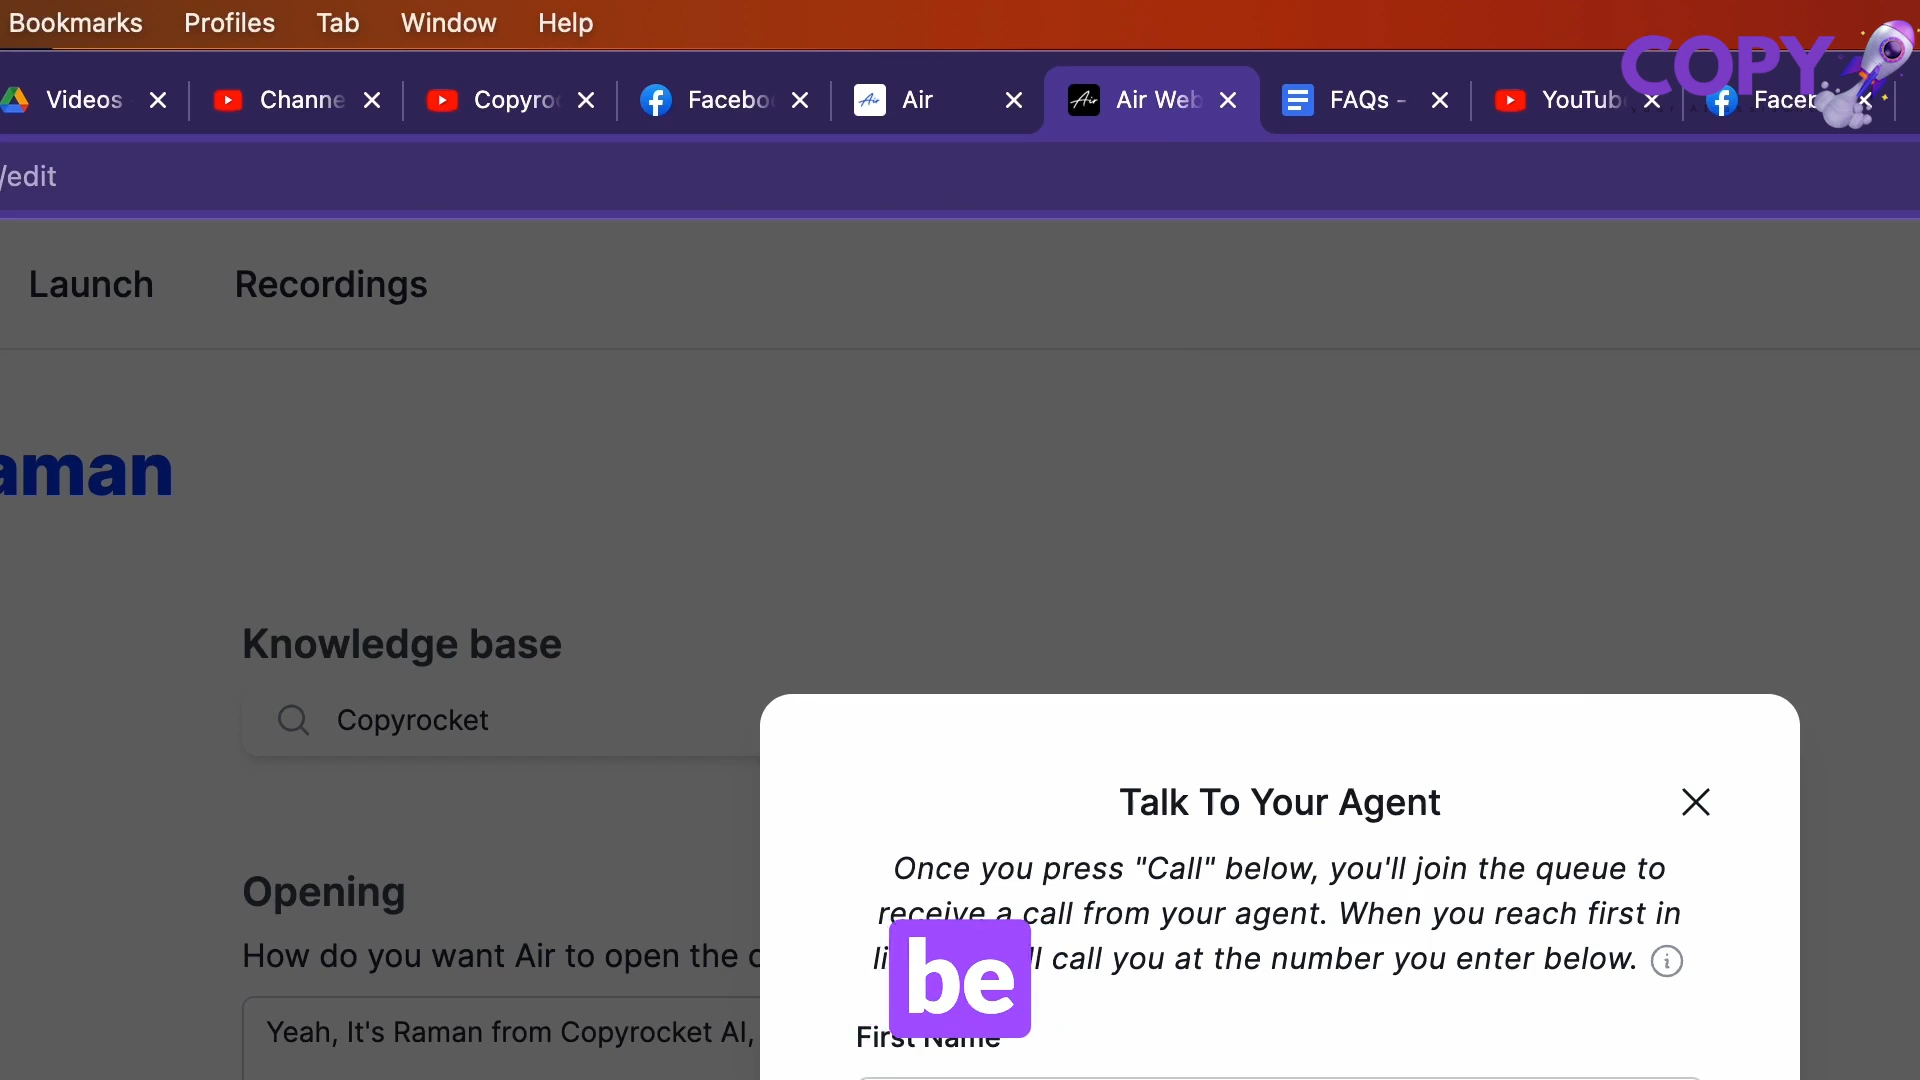 Bookmarks Profiles Tab Window Help
COPY
Videos Channe Copyro Facebo Air Air Web FAQs - YouTub Faceb
/edit
Launch Recordings
aman
Knowledge base
Copyrocket
Talk To Your Agent
Once you press "Call" below, you'll join the queue to
receive a call from your agent. When you reach first in
call you at the number you enter below.
be
First Name
Opening
How do you want Air to open the
Yeah, It's Raman from Copyrocket AI,